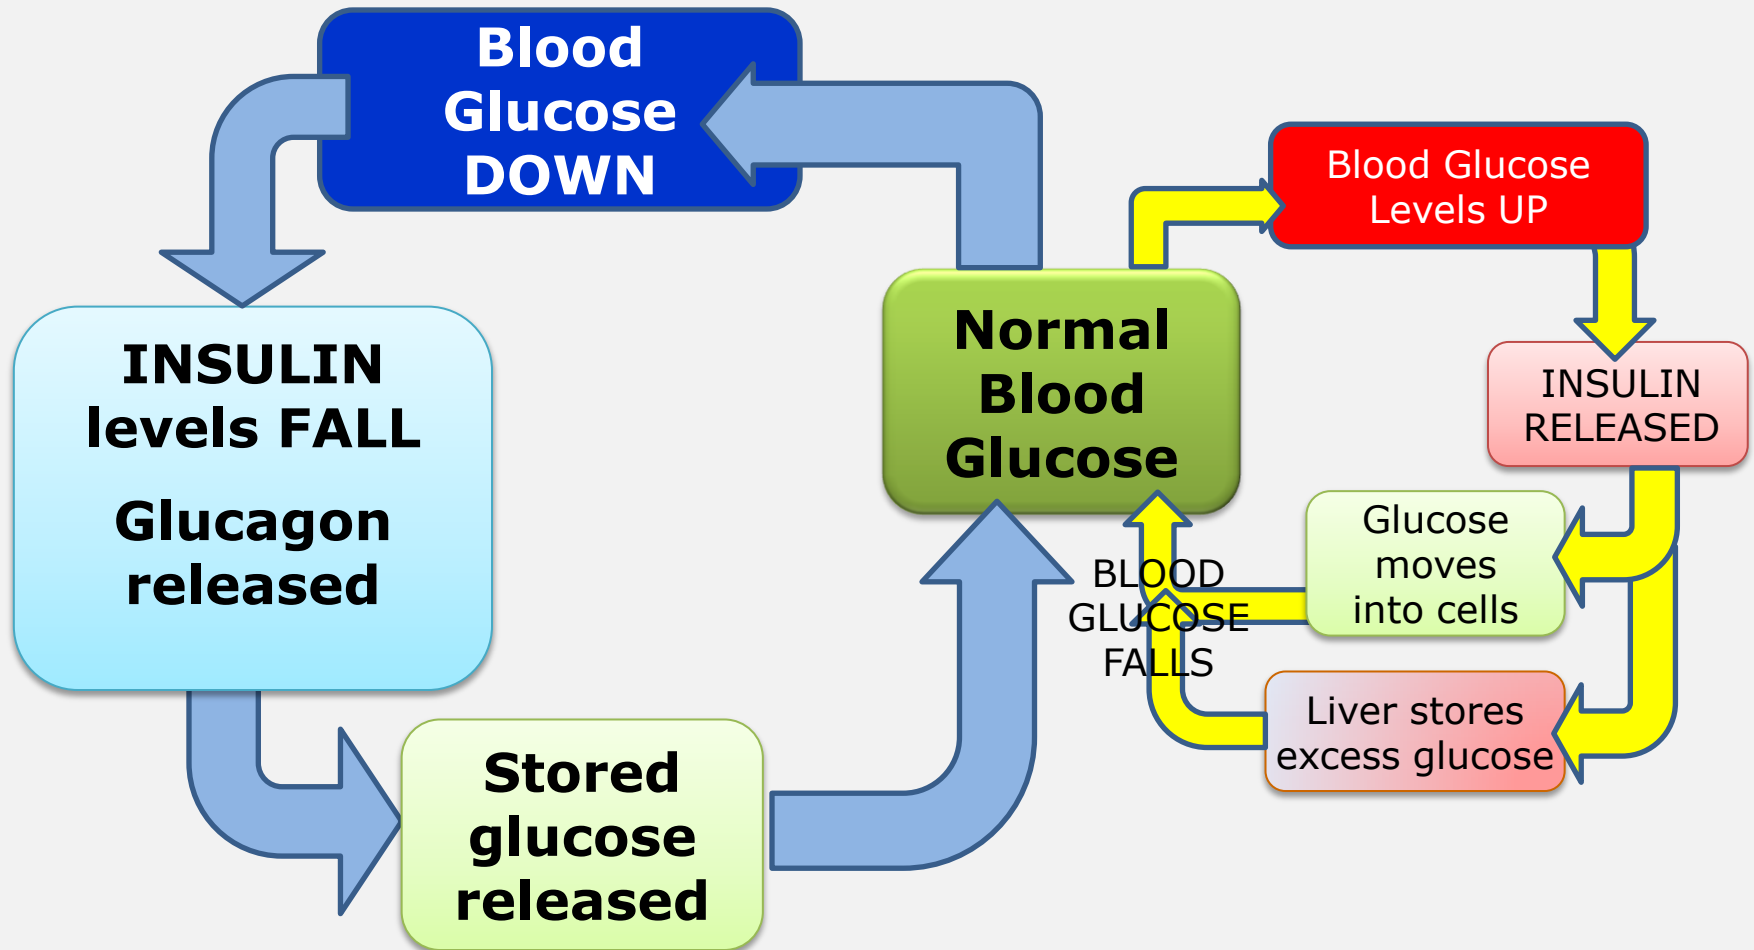 Blood
Glucose
DOWN
Blood Glucose
Levels UP
INSULIN
levels FALL
Glucagon
released
Normal
Blood
Glucose
INSULIN
RELEASED
Glucose
moves
into cells
BLOOD
GLUCOSE
FALLS
Liver stores
excess glucose
Stored
glucose
released